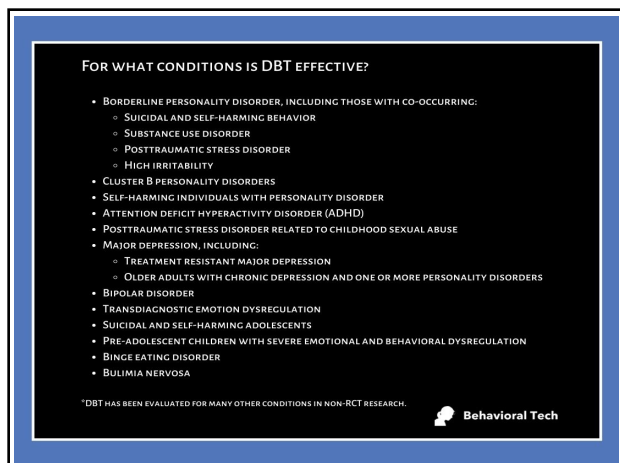 For what conditions is DBT effective?
• Borderline personality disorder, including those with co-occurring:
○ Suicidal and self-harming behavior
○ Substance use disorder
○ Posttraumatic stress disorder
○ High irritability
• Cluster B personality disorders
• Self-harming individuals with personality disorder
• Attention deficit hyperactivity disorder (ADHD)
• Posttraumatic stress disorder related to childhood sexual abuse
• Major depression, including:
○ Treatment resistant major depression
○ Older adults with chronic depression and one or more personality disorders
• Bipolar disorder
• Transdiagnostic emotion dysregulation
• Suicidal and self-harming adolescents
• Pre-adolescent children with severe emotional and behavioral dysregulation
• Binge eating disorder
• Bulimia nervosa
*DBT has been evaluated for many other conditions in non-RCT research.
Behavioral Tech